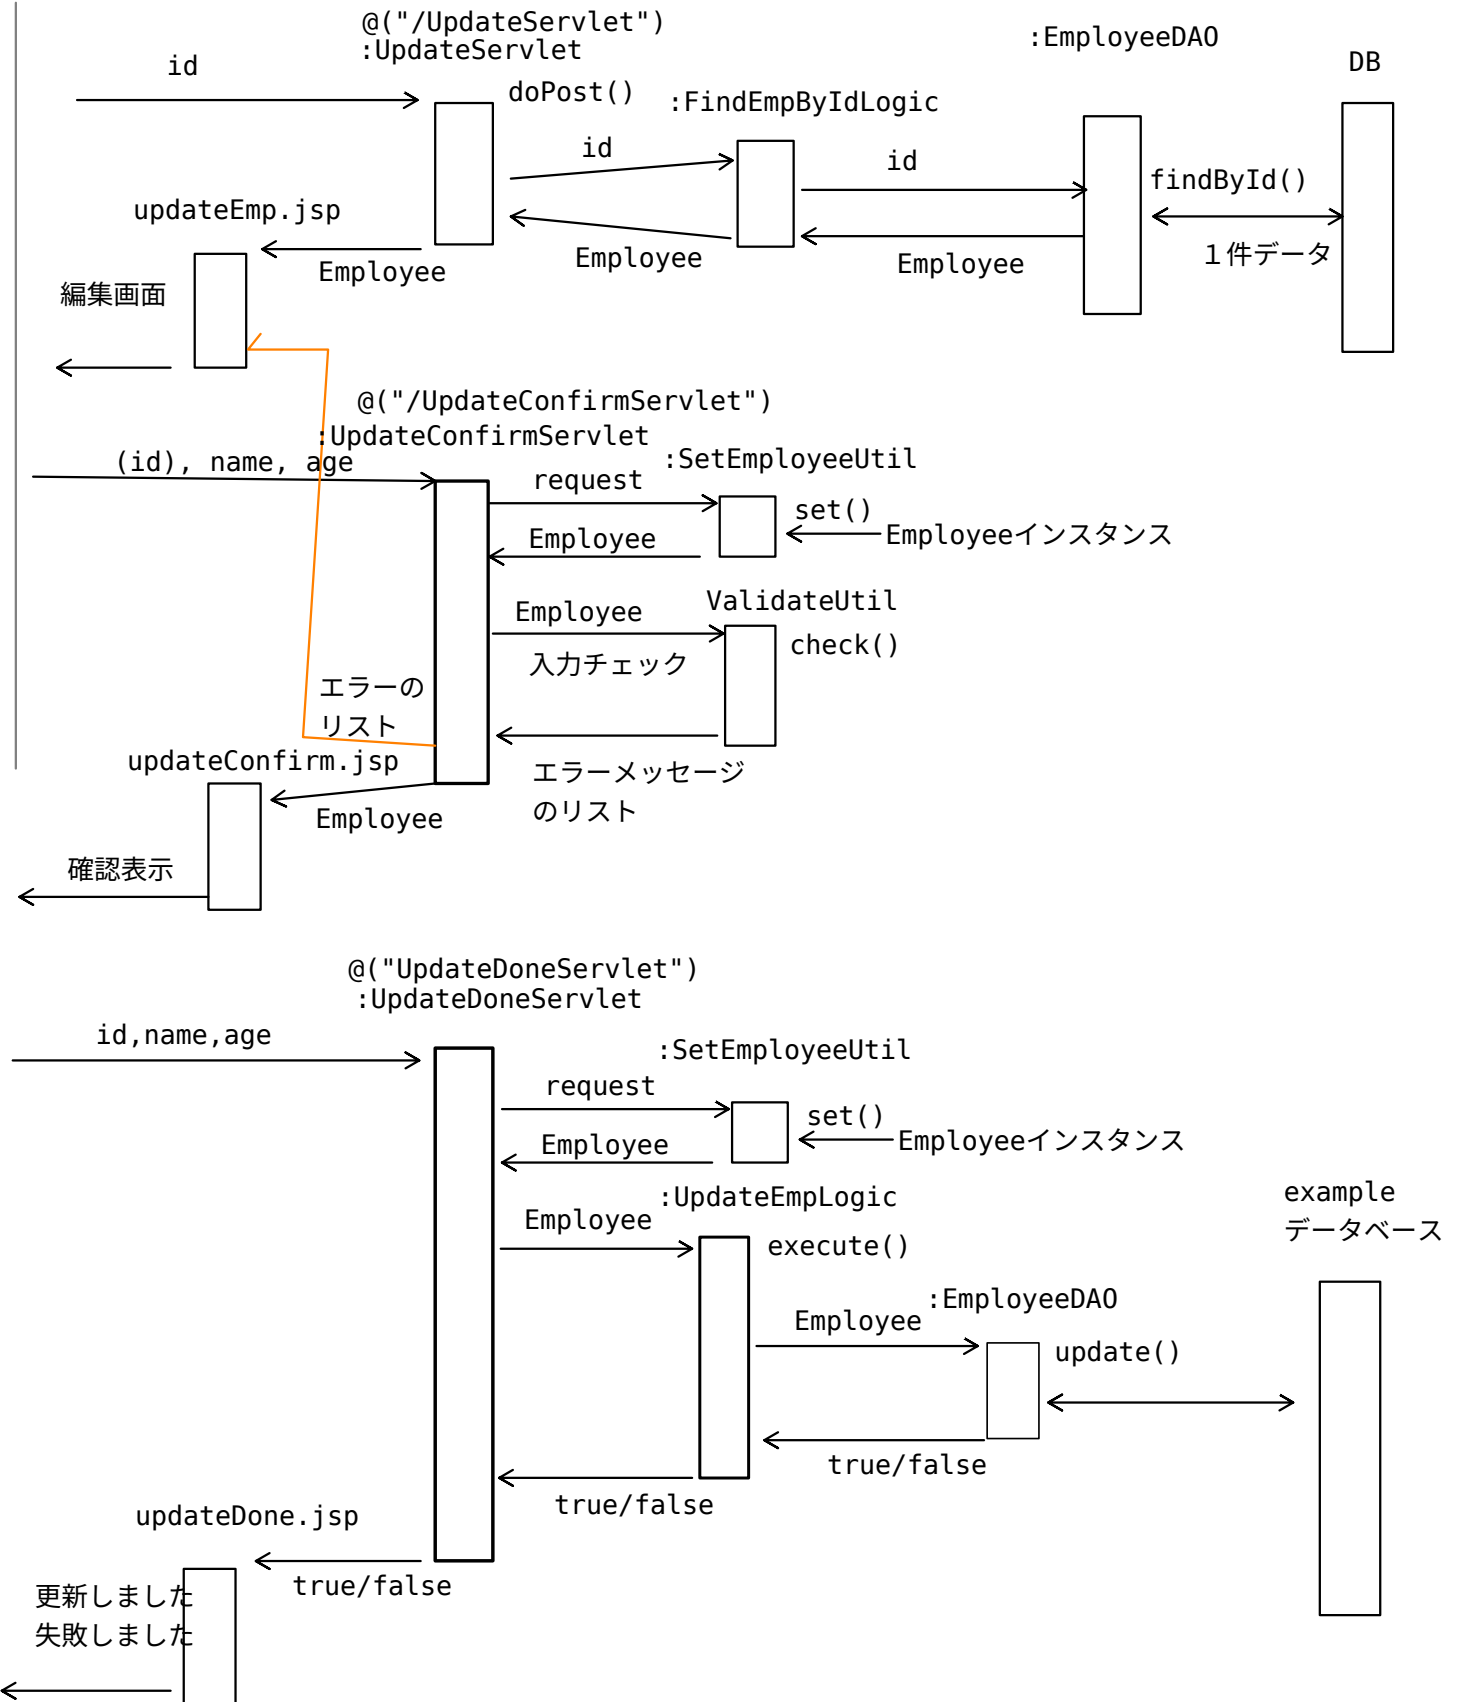 @("/UpdateServlet")
:UpdateServlet
:EmployeeDAO
DB
id
doPost()
:FindEmpByIdLogic
id
id
findById()
updateEmp.jsp
Employee
Employee
Employee
１件データ
編集画面
@("/UpdateConfirmServlet")
:UpdateConfirmServlet
(id), name, age
:SetEmployeeUtil
request
set()
Employee
Employeeインスタンス
ValidateUtil
Employee
check()
入力チェック
エラーの
リスト
updateConfirm.jsp
エラーメッセージ
のリスト
Employee
確認表示
@("UpdateDoneServlet")
:UpdateDoneServlet
id,name,age
:SetEmployeeUtil
request
set()
Employee
Employeeインスタンス
:UpdateEmpLogic
example
データベース
Employee
execute()
:EmployeeDAO
Employee
update()
true/false
true/false
updateDone.jsp
true/false
更新しました
失敗しました